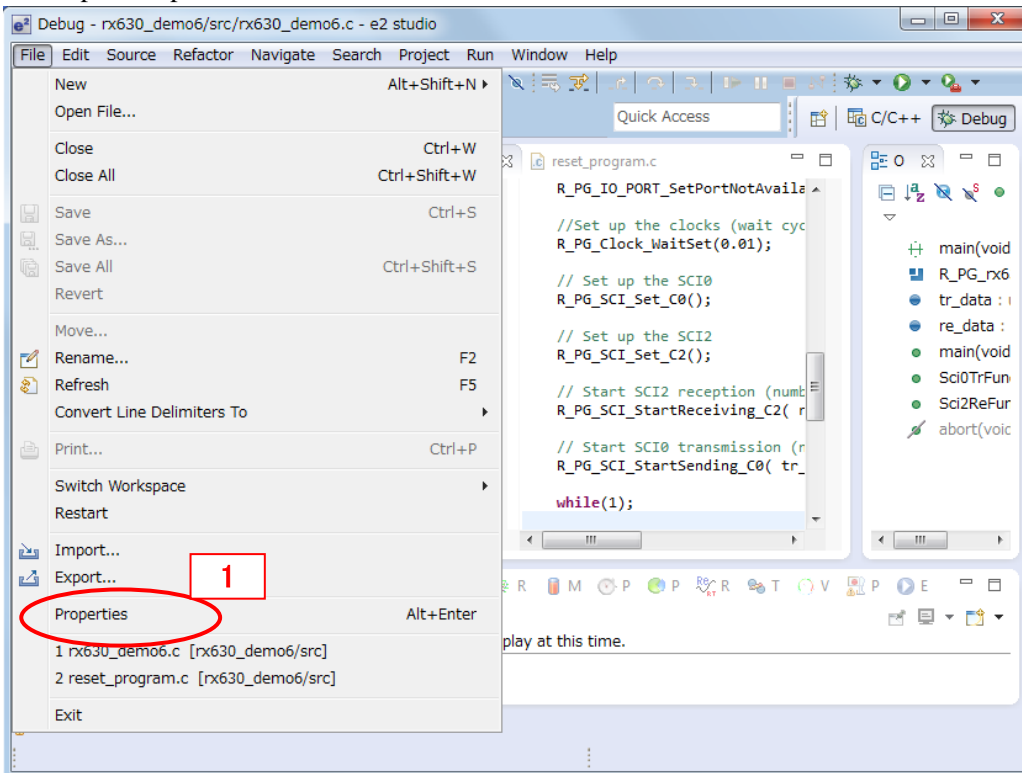 Debug - rx630_demo6/src/rx630_demo6.c - e2 studio
File Edit Source Refactor Navigate Search Project Run Window Help
New Alt+Shift+N
Open File...
Quick Access
C/C++ Debug
Close Ctrl+W
Close All Ctrl+Shift+W
Save Ctrl+S
Save As...
Save All Ctrl+Shift+S
Revert
Move...
Rename... F2
Refresh F5
Convert Line Delimiters To
Print... Ctrl+P
Switch Workspace
Restart
Import...
Export...
1
Properties Alt+Enter
1 rx630_demo6.c [rx630_demo6/src]
2 reset_program.c [rx630_demo6/src]
Exit
reset_program.c
R_PG_IO_PORT_SetPortNotAvaila
//Set up the clocks (wait cyc
R_PG_Clock_WaitSet(0.01);
// Set up the SCI0
R_PG_SCI_Set_C0();
// Set up the SCI2
R_PG_SCI_Set_C2();
// Start SCI2 reception (numb
R_PG_SCI_StartReceiving_C2( r
// Start SCI0 transmission (r
R_PG_SCI_StartSending_C0( tr_
while(1);
O
main(void
R_PG_rx6
tr_data :
re_data :
main(void
Sci0TrFun
Sci2ReFur
abort(voic
R M P P R T V P E
play at this time.